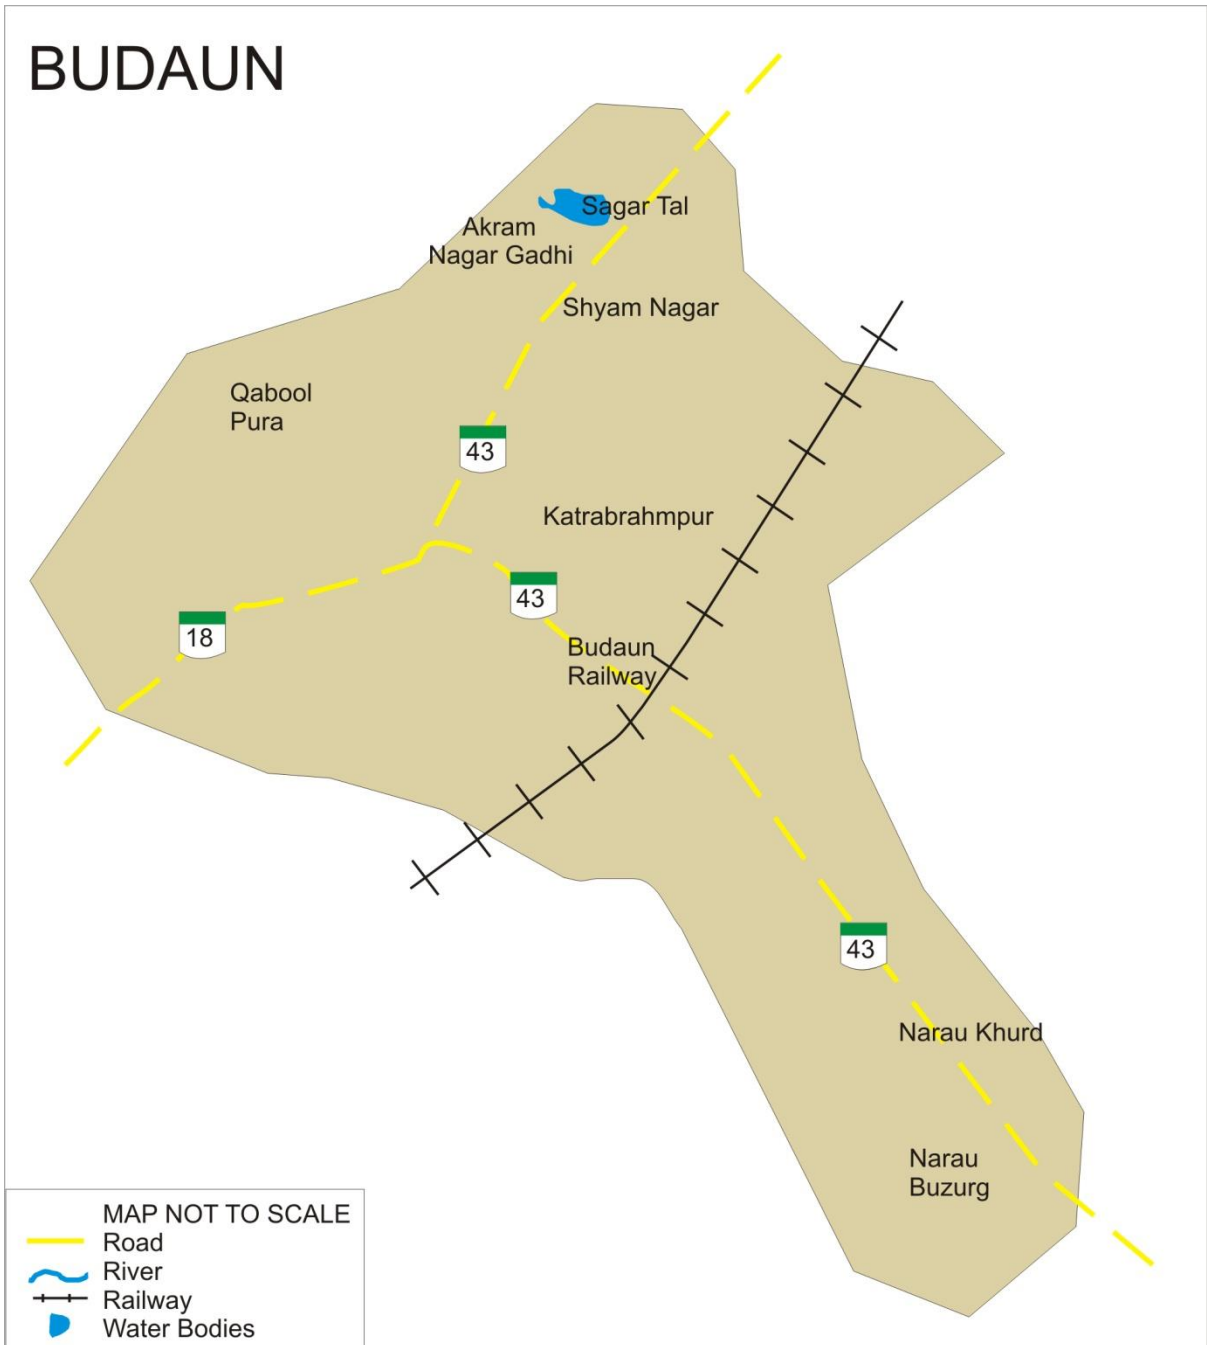 BUDAUN
Sagar Tal
Akram
Nagar Gadhi
Shyam Nagar
Qabool
Pura
43
Katrabrahmpur
43
18
Budaun
Railway
43
Narau Khurd
Narau
Buzurg
MAP NOT TO SCALE
Road
River
Railway
Water Bodies